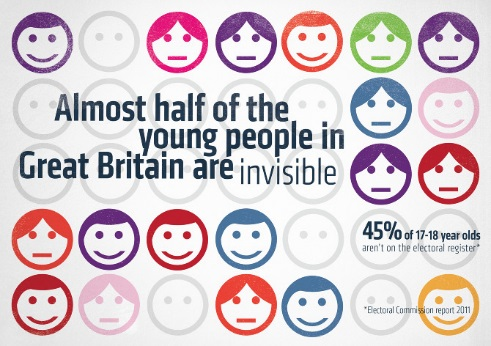 Almost half of the
young people in
Great Britain are invisible
45% of 17-18 year olds
aren't on the electoral register*
*Electoral Commission report 2011